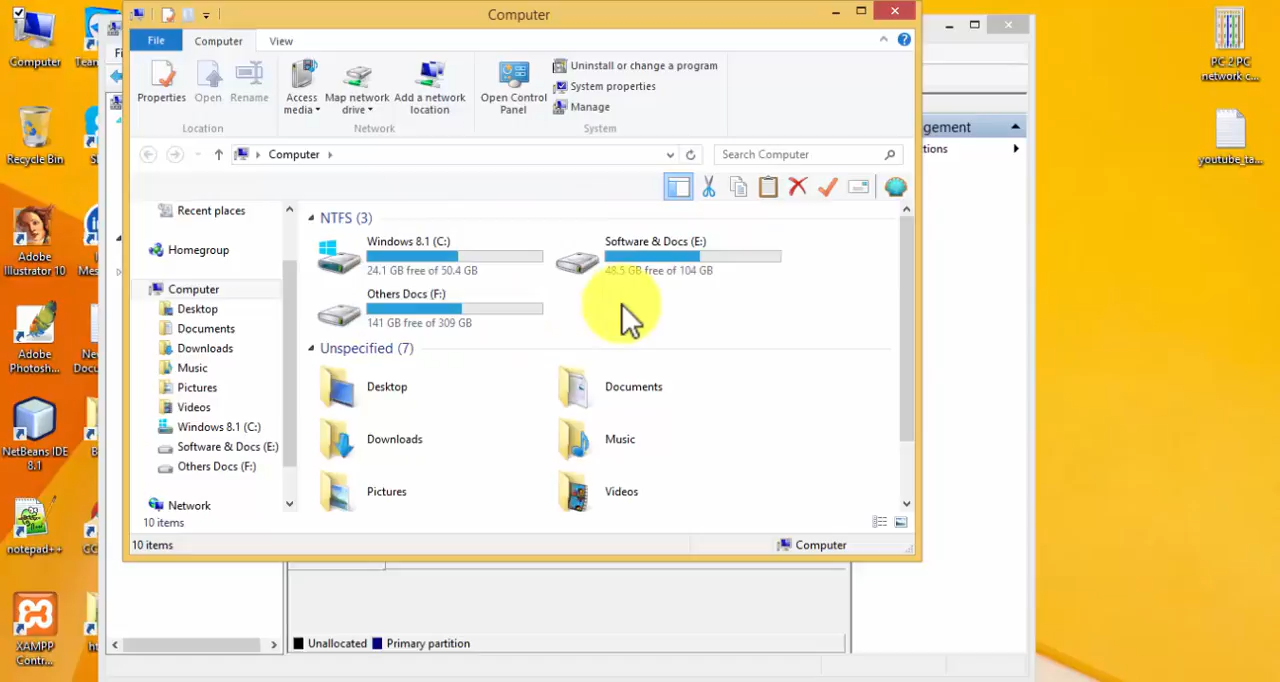 Computer
File Computer View
Properties Open Rename
Location
Access media
Map network drive
Add a network location
Network
Open Control Panel
Uninstall or change a program
System properties
Manage
System
Computer
Search Computer
Recent places
Homegroup
Computer
Desktop
Documents
Downloads
Music
Pictures
Videos
Windows 8.1 (C:)
Software & Docs (E:)
Others Docs (F:)
Network
NTFS (3)
Windows 8.1 (C:)
24.1 GB free of 50.4 GB
Software & Docs (E:)
48.5 GB free of 104 GB
Others Docs (F:)
141 GB free of 309 GB
Unspecified (7)
Desktop
Documents
Downloads
Music
Pictures
Videos
10 items
10 items
Computer
Unallocated Primary partition
gement
tions
Computer
Recycle Bin
Adobe
Illustrator 10
Adobe
Photosh...
NetBeans IDE
8.1
notepad++
XAMPP
Contr...
PC 2 PC
network c...
youtube_ta...